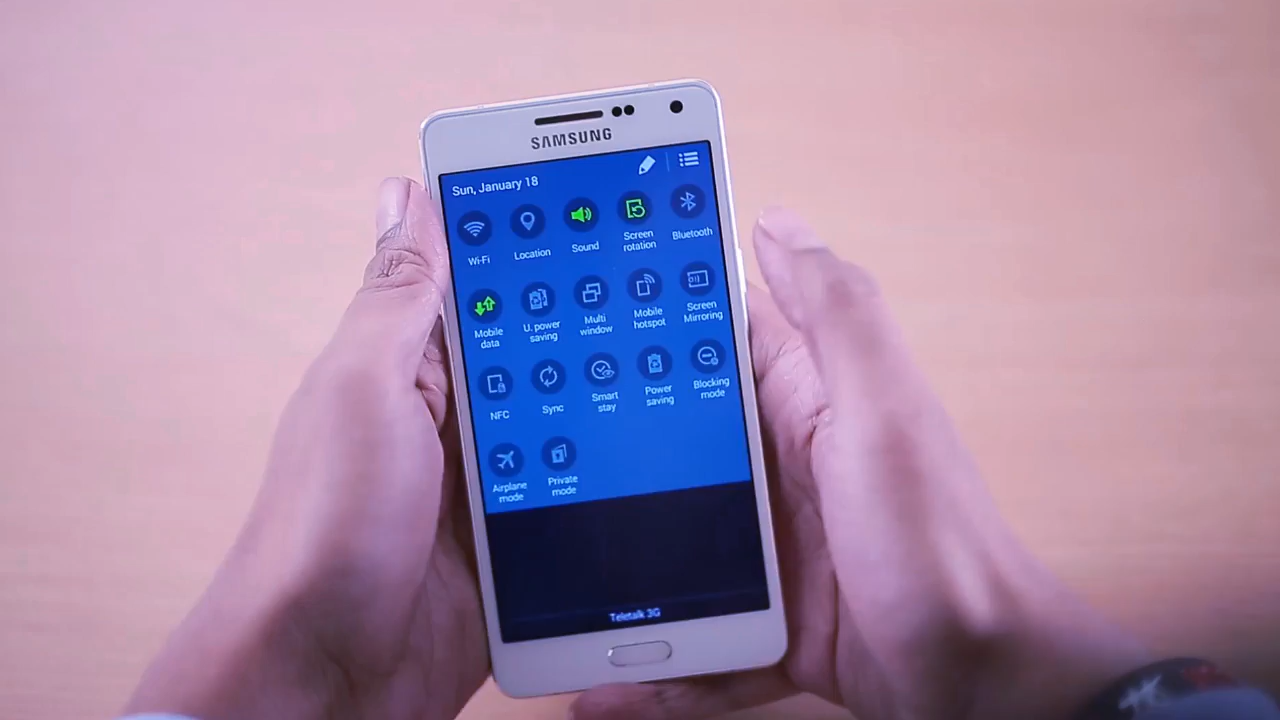 SAMSUNG
Sun, January 18
Wi-Fi
Location
Sound
Screen
rotation
Bluetooth
Mobile
data
U. power
saving
Multi
window
Mobile
hotspot
Screen
Mirroring
NFC
Sync
Smart
stay
Power
saving
Blocking
mode
Airplane
mode
Private
mode
Teletalk 3G